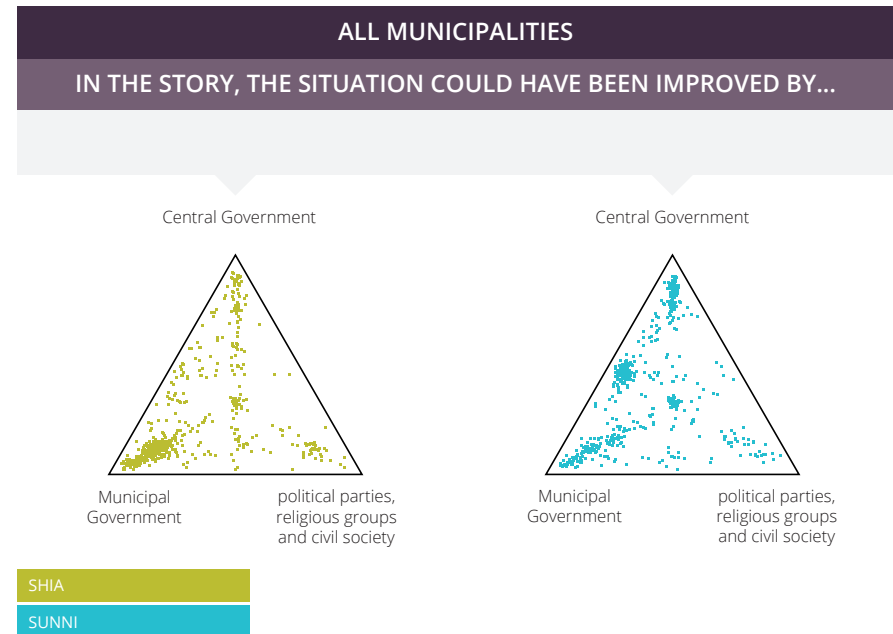 ALL MUNICIPALITIES
IN THE STORY, THE SITUATION COULD HAVE BEEN IMPROVED BY...
Central Government
Municipal
Government
political parties,
religious groups
and civil society
Central Government
Municipal
Government
political parties,
religious groups
and civil society
SHIA
SUNNI